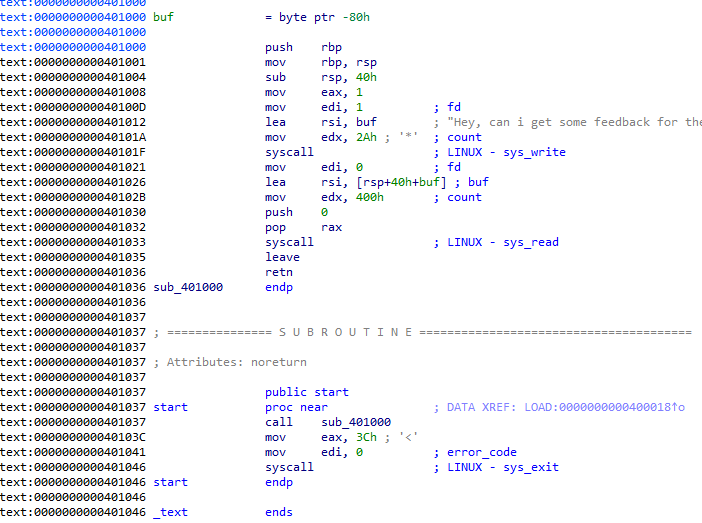 text:0000000000401000
text:0000000000401000 buf = byte ptr -80h
text:0000000000401000
text:0000000000401000 push rbp
text:0000000000401001 mov rbp, rsp
text:0000000000401004 sub rsp, 40h
text:0000000000401008 mov eax, 1
text:000000000040100D mov edi, 1 ; fd
text:0000000000401012 lea rsi, buf ; "Hey, can i get some feedback for the
text:000000000040101A mov edx, 2Ah ; '*' ; count
text:000000000040101F syscall ; LINUX - sys_write
text:0000000000401021 mov edi, 0 ; fd
text:0000000000401026 lea rsi, [rsp+40h+buf] ; buf
text:000000000040102B mov edx, 400h ; count
text:0000000000401030 push 0
text:0000000000401032 pop rax
text:0000000000401033 syscall ; LINUX - sys_read
text:0000000000401035 leave
text:0000000000401036 retn
text:0000000000401036 sub_401000 endp
text:0000000000401036
text:0000000000401037
text:0000000000401037 ; =============== S U B R O U T I N E =======================================
text:0000000000401037
text:0000000000401037 ; Attributes: noreturn
text:0000000000401037
text:0000000000401037 public start
text:0000000000401037 start proc near ; DATA XREF: LOAD:0000000000400018↑o
text:0000000000401037 call sub_401000
text:000000000040103C mov eax, 3Ch ; '<'
text:0000000000401041 mov edi, 0 ; error_code
text:0000000000401046 syscall ; LINUX - sys_exit
text:0000000000401046 start endp
text:0000000000401046
text:0000000000401046 _text ends